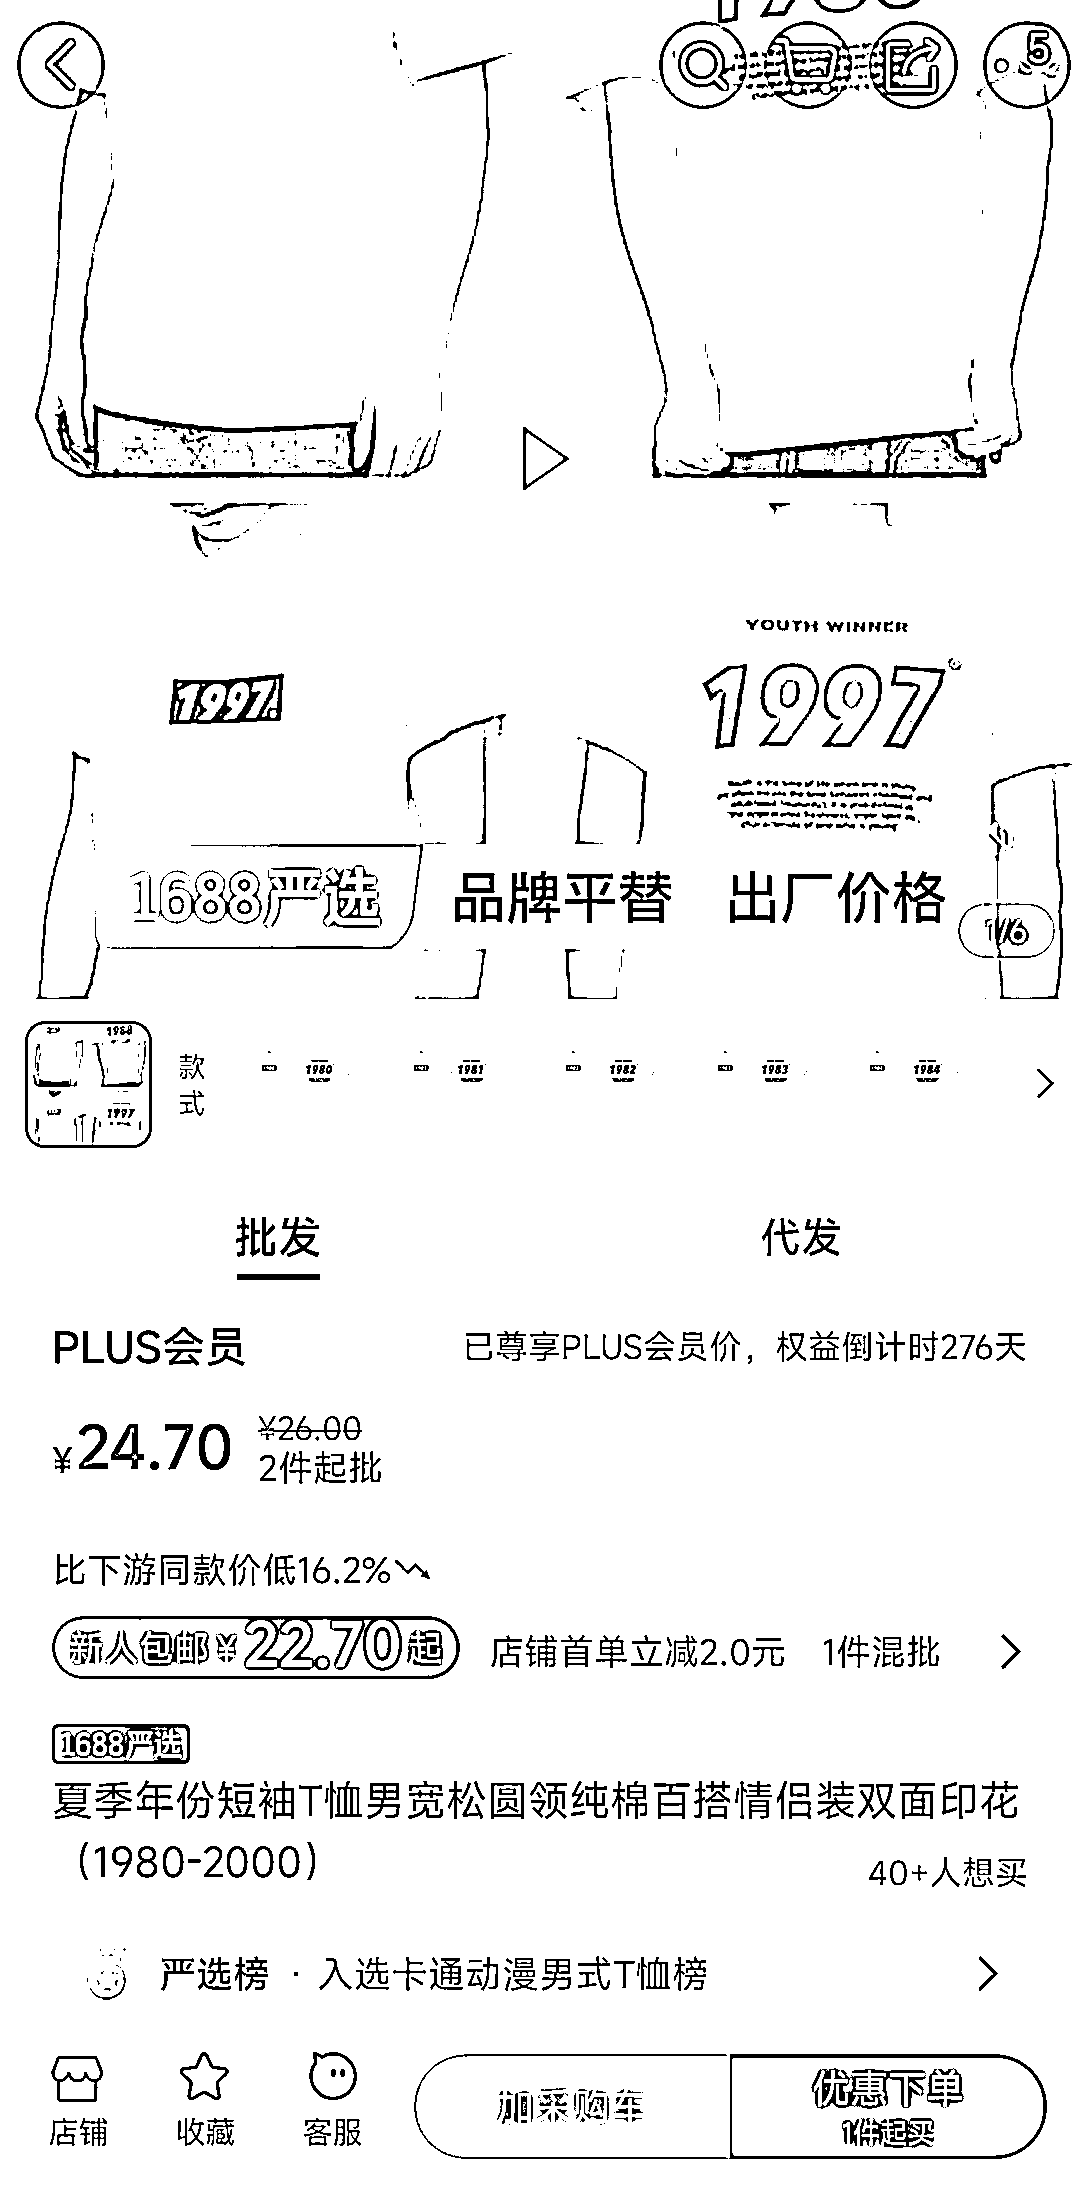 5
1997
YOUTH WINNER
1997
1688严选 品牌平替 出厂价格
1/6
1997
款式
1980
1981
1982
1983
1984
批发 代发
PLUS会员 已尊享PLUS会员价，权益倒计时276天
¥24.70 ¥26.00
2件起批
比下游同款价低16.2%
新人包邮¥22.70起 店铺首单立减2.0元 1件混批
1688严选
夏季年份短袖T恤男宽松圆领纯棉百搭情侣装双面印花
（1980-2000）
40+人想买
严选榜 · 入选卡通动漫男式T恤榜
店铺 收藏 客服 加采购车 优惠下单
1件起买